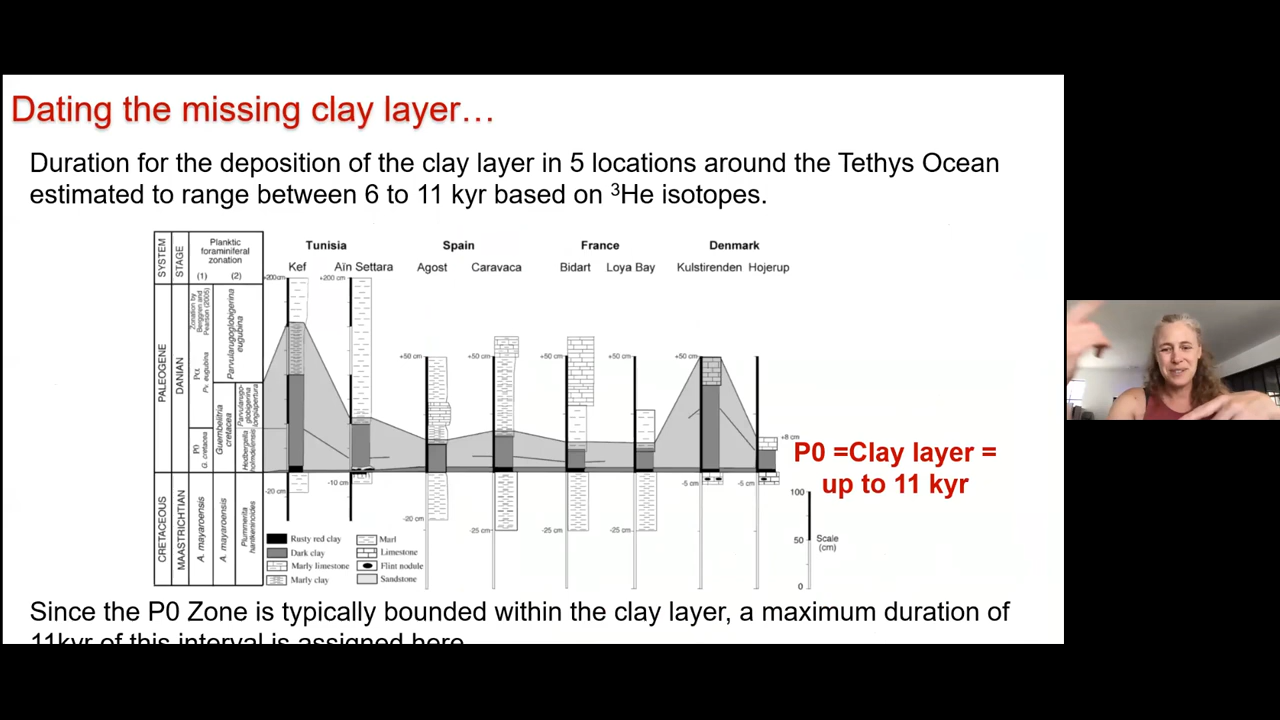 Dating the missing clay layer…
Duration for the deposition of the clay layer in 5 locations around the Tethys Ocean
estimated to range between 6 to 11 kyr based on ³He isotopes.
SYSTEM
STAGE
Planktic
foraminiferal
zonation
(1) (2)
Tunisia Spain France Denmark
Kef Aïn Settara Agost Caravaca Bidart Loya Bay Kulstirenden Hojerup
+200cm +200 cm
Zonation by
Berggren and
Pearson (2005)
PALEOGENE
DANIAN
Pα
Pv. eugubina
Parvularugoglobigerina
eugubina
P0
G. cretacea
Guembelitria
cretacea
Parvularugo-
globigerina
longiapertura
Hedbergella
holmdelensis
+50 cm +50 cm +50 cm +50 cm +50 cm
+8 cm
P0 =Clay layer =
up to 11 kyr
CRETACEOUS
MAASTRICHTIAN
A. mayaroensis
A. mayaroensis
Plummerita
hantkeninoides
-20 cm -10 cm -20 cm -25 cm -25 cm -25 cm -5 cm -5 cm
100
50
0
Scale
(cm)
Rusty red clay Marl
Dark clay Limestone
Marly limestone Flint nodule
Marly clay Sandstone
Since the P0 Zone is typically bounded within the clay layer, a maximum duration of
11kyr of this interval is assigned here